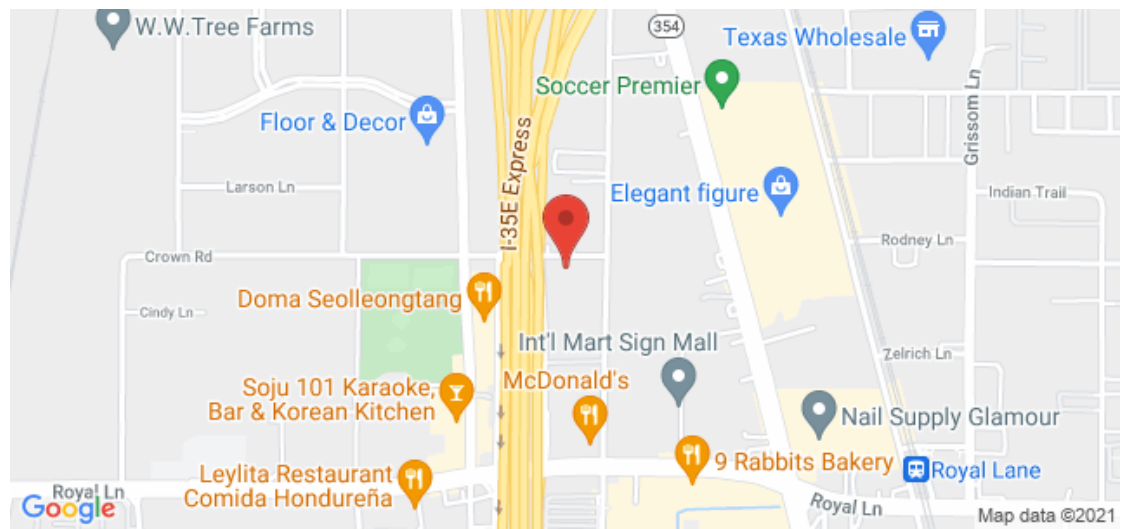 W.W.Tree Farms
354
Texas Wholesale
Soccer Premier
Floor & Decor
I-35E Express
Grissom Ln
Larson Ln
Elegant figure
Indian Trail
Rodney Ln
Crown Rd
Doma Seolleongtang
Cindy Ln
Int'l Mart Sign Mall
Zelrich Ln
McDonald's
Soju 101 Karaoke,
Bar & Korean Kitchen
Nail Supply Glamour
9 Rabbits Bakery
Royal Lane
Leylita Restaurant
Comida Hondureña
Royal Ln
Royal Ln
Google
Map data ©2021